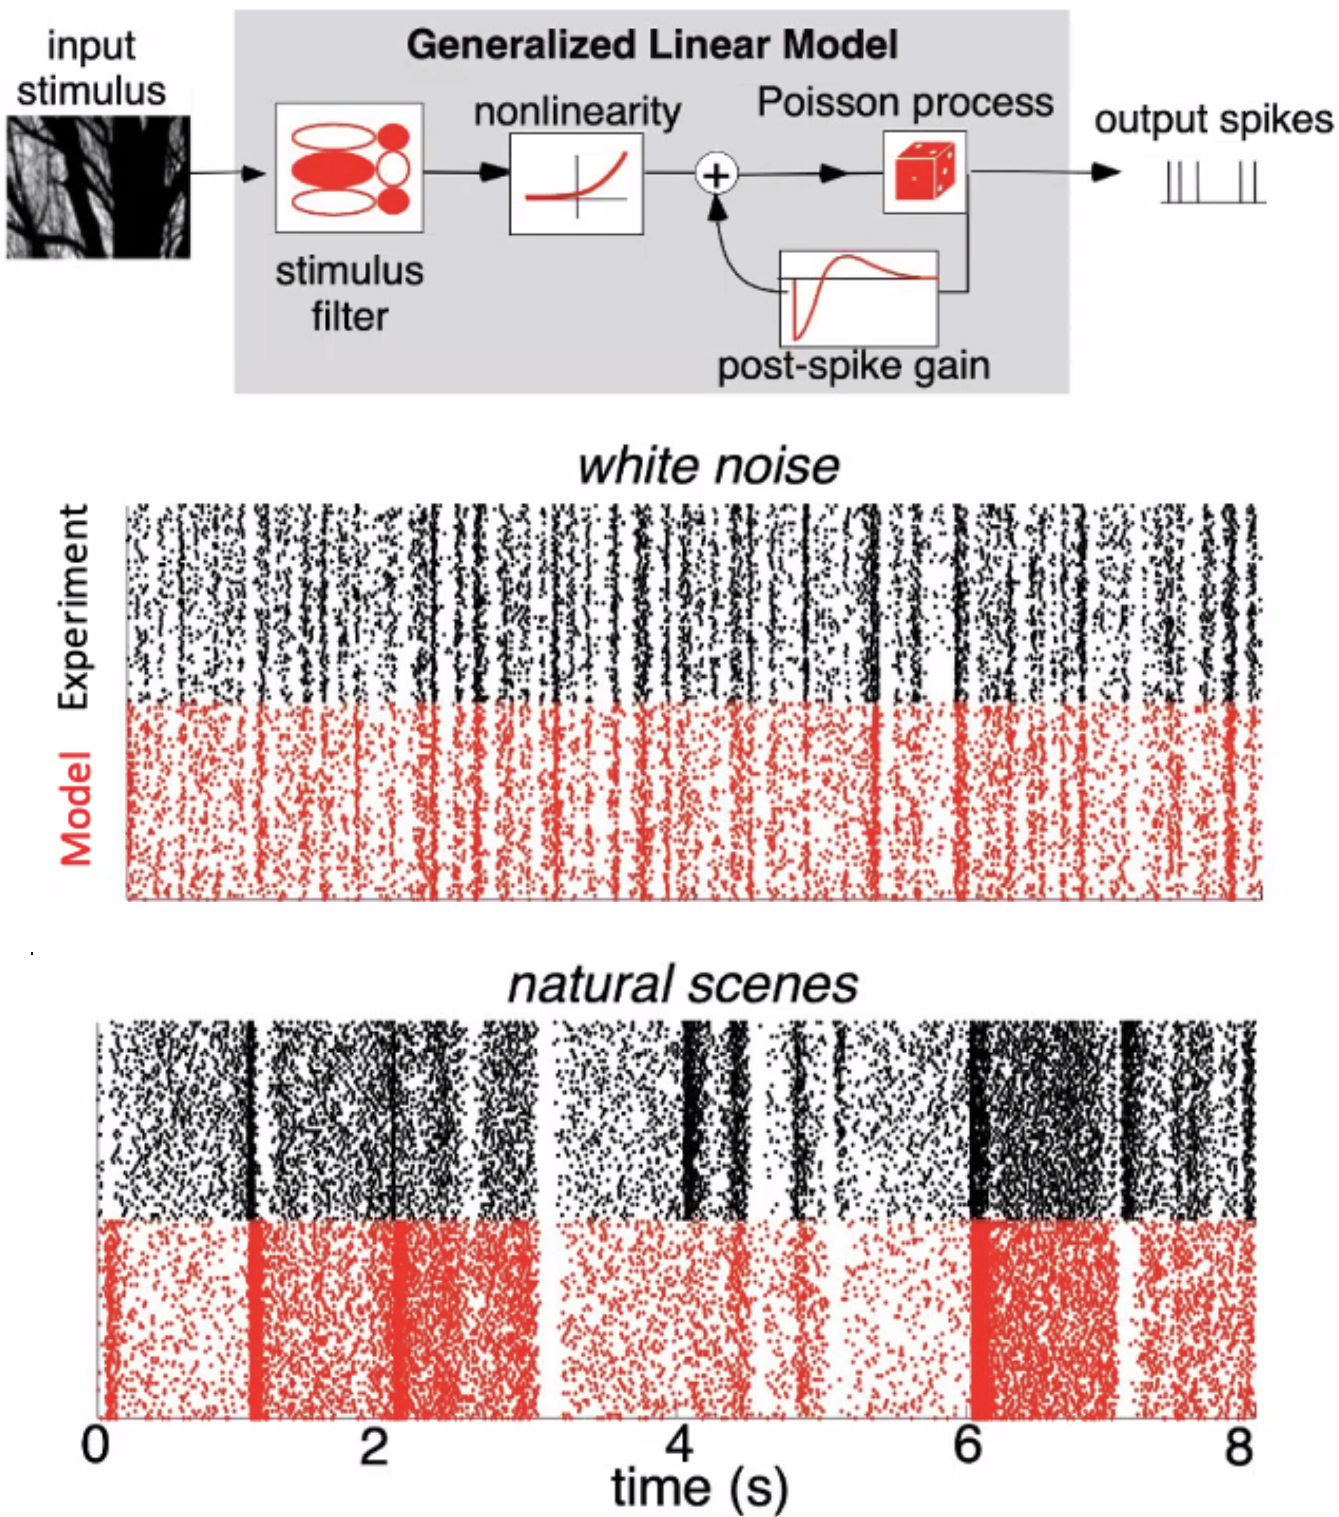 input
stimulus
Generalized Linear Model
nonlinearity
Poisson process
output spikes
+
stimulus
filter
post-spike gain
white noise
Experiment
Model
natural scenes
0 2 4 6 8
time (s)